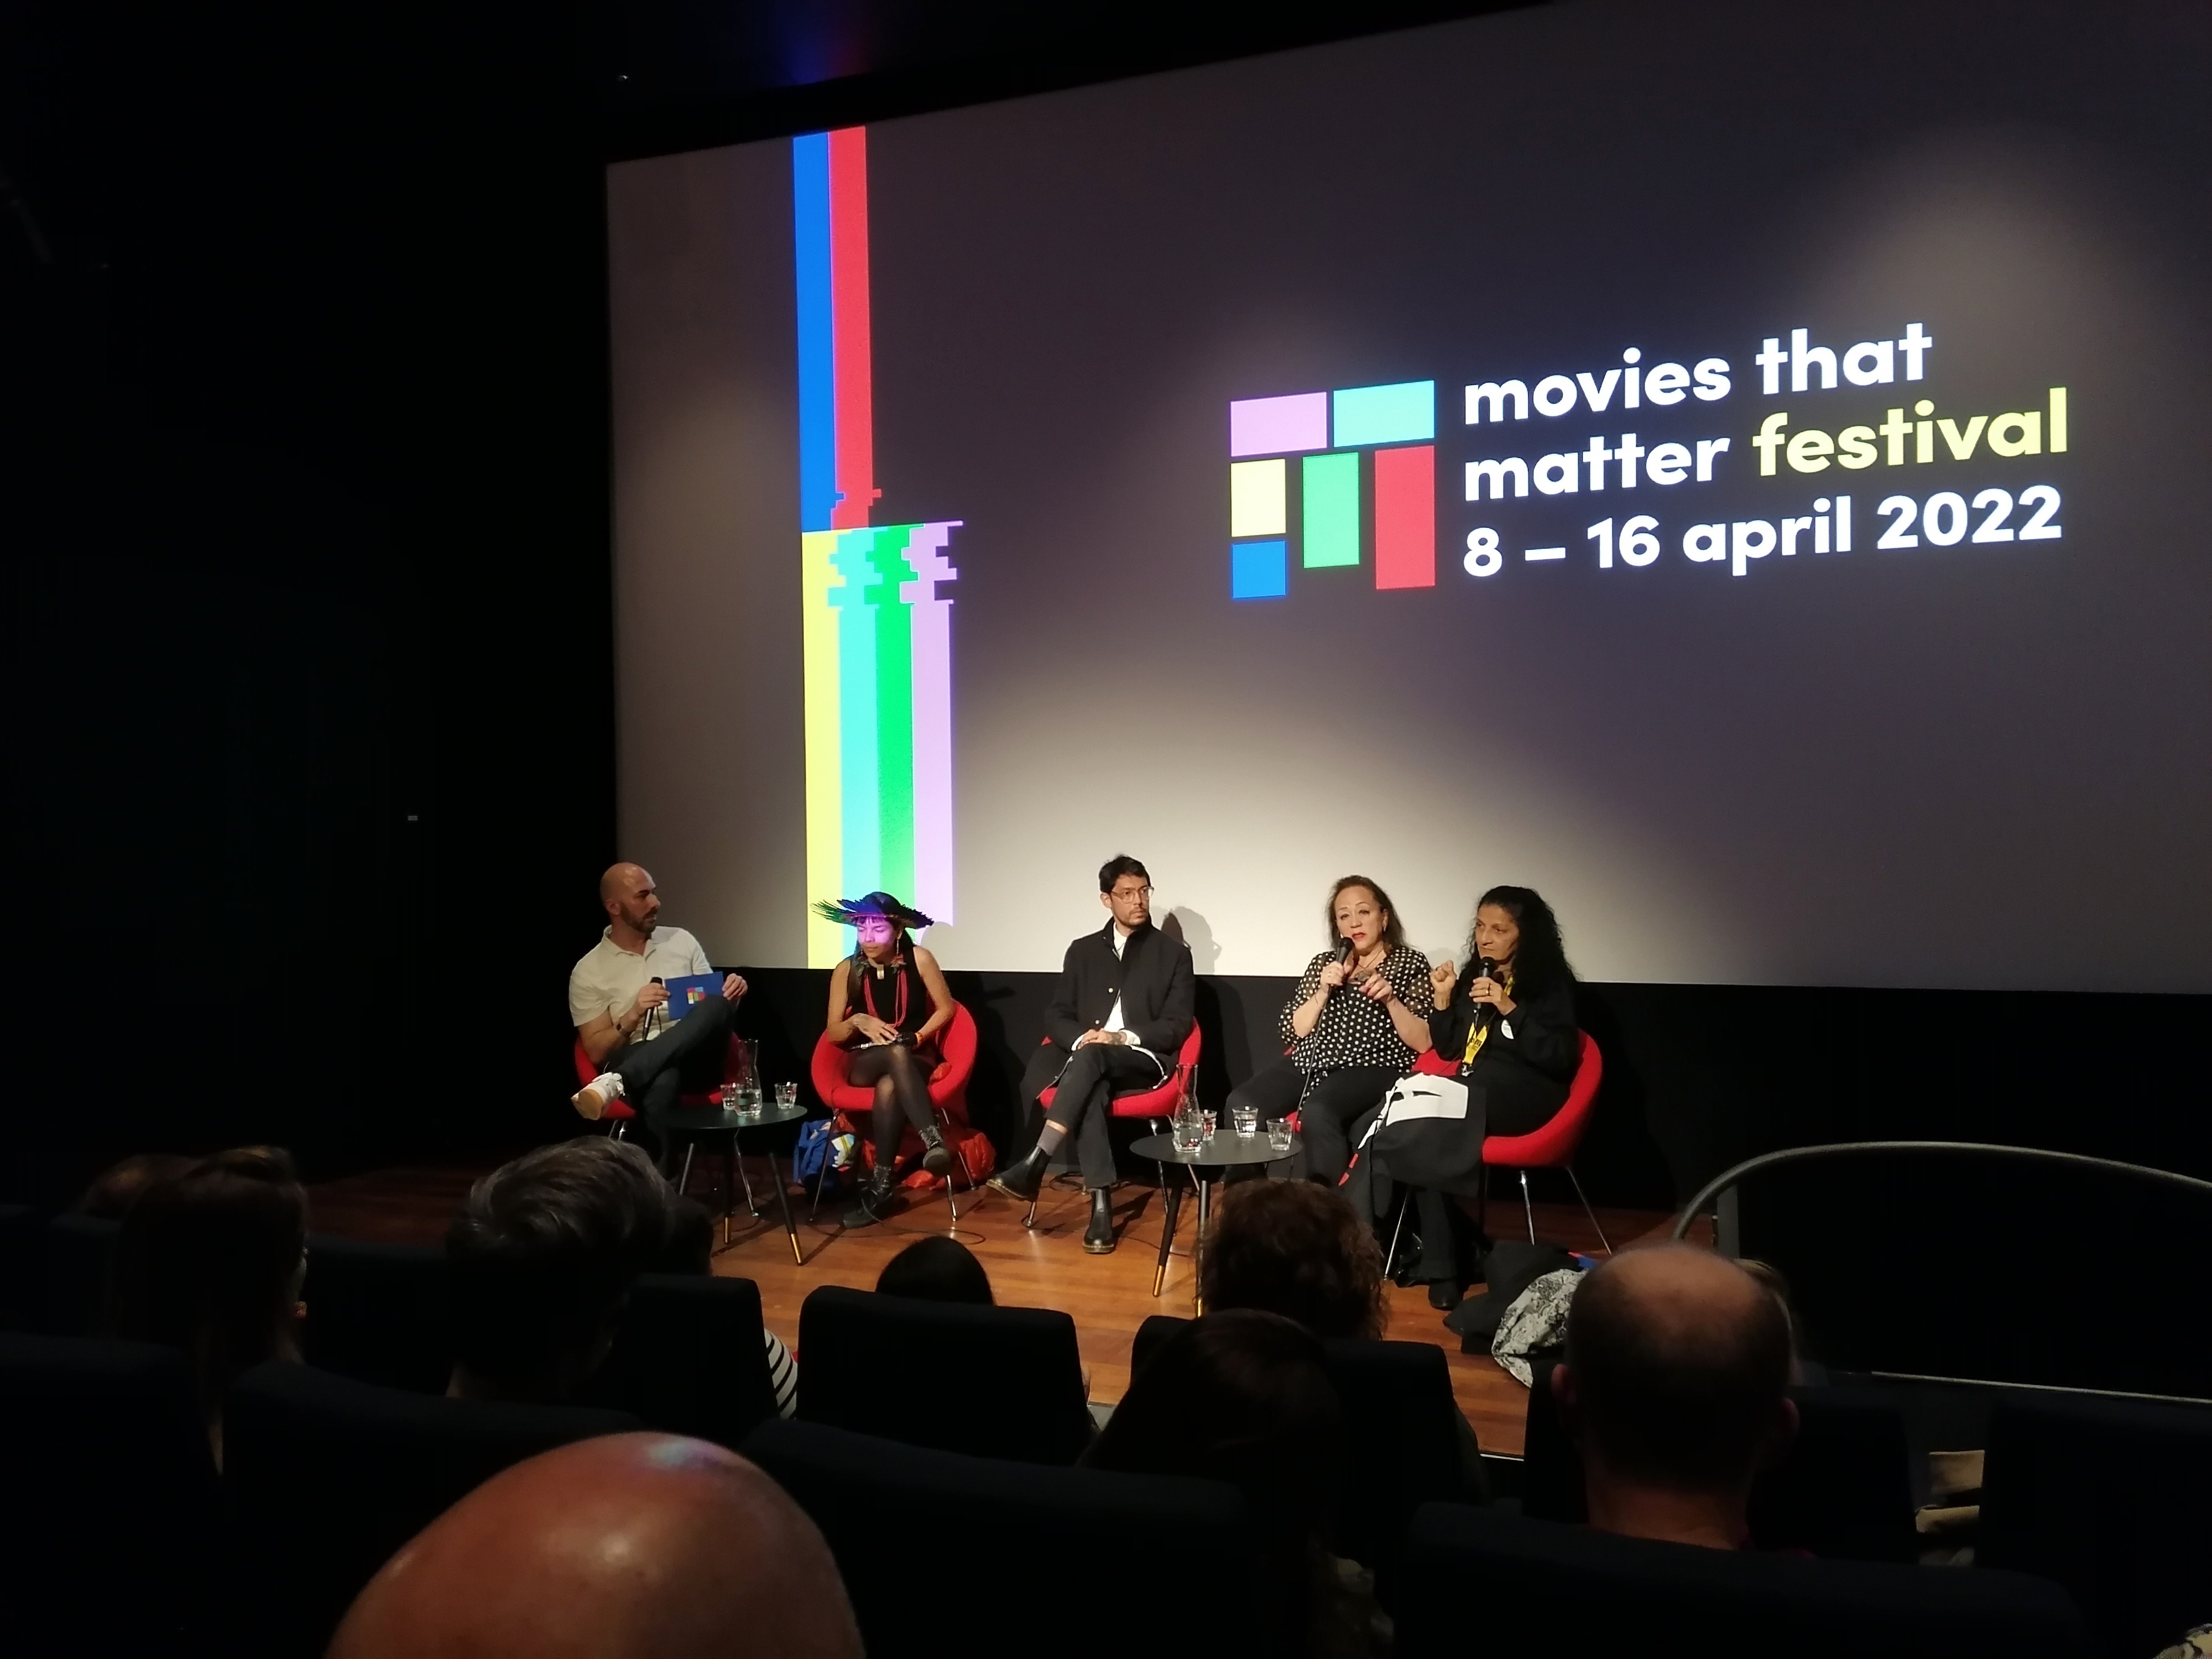 movies that
matter festival
8 – 16 april 2022